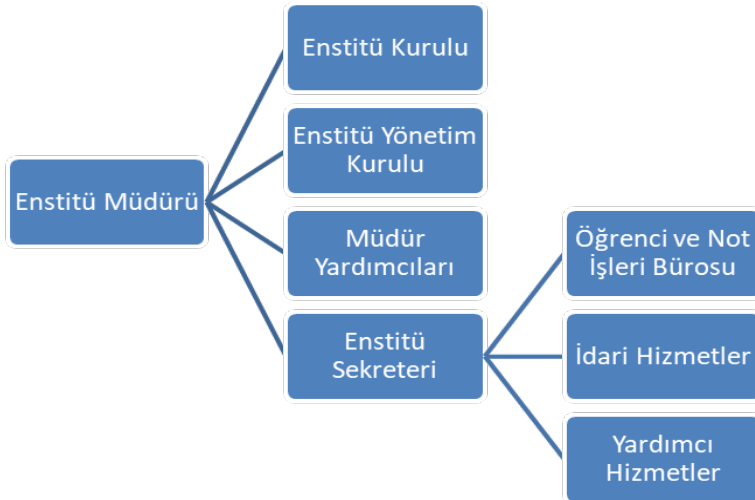 Enstitü Müdürü
Enstitü Kurulu
Enstitü Yönetim
Kurulu
Müdür
Yardımcıları
Enstitü
Sekreteri
Öğrenci ve Not
İşleri Bürosu
İdari Hizmetler
Yardımcı
Hizmetler